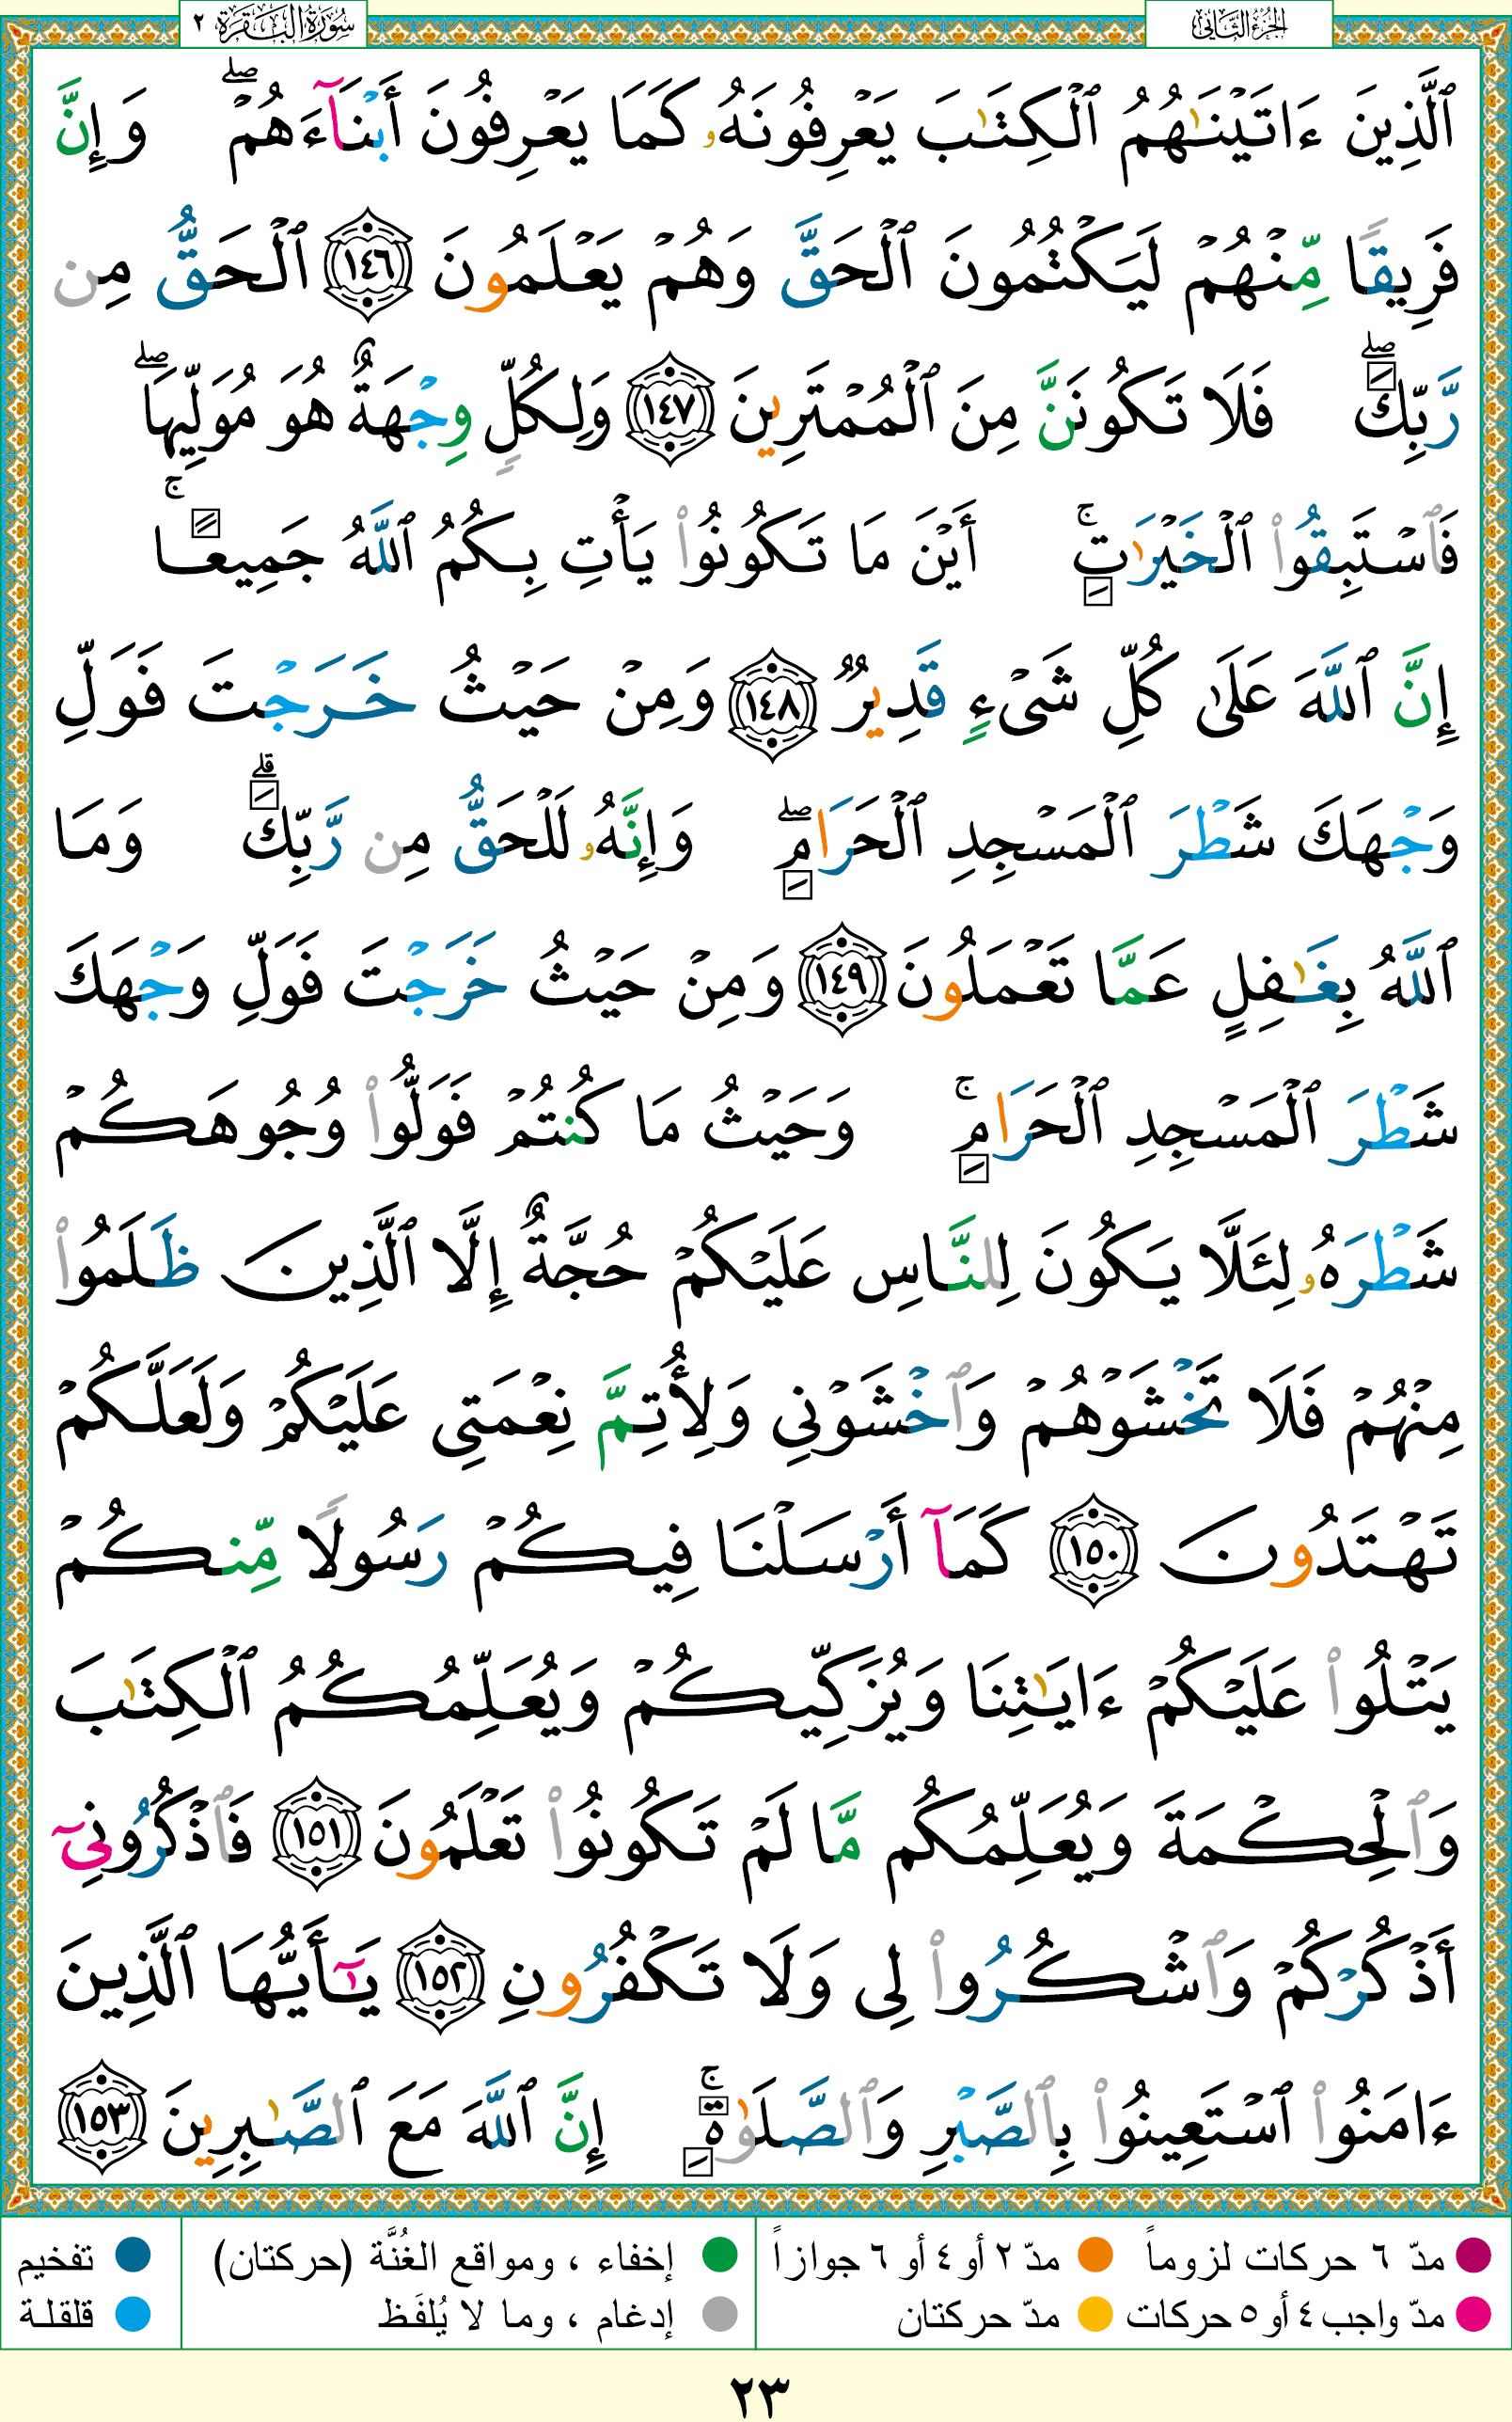 الجزء الثاني
سورة البقرة ٢
ٱلَّذِينَ ءَاتَيْنَٰهُمُ ٱلْكِتَٰبَ يَعْرِفُونَهُۥ كَمَا يَعْرِفُونَ أَبْنَآءَهُمْ ۖ وَإِنَّ
فَرِيقًا مِّنْهُمْ لَيَكْتُمُونَ ٱلْحَقَّ وَهُمْ يَعْلَمُونَ ١٤٦ ٱلْحَقُّ مِن
رَّبِّكَ ۖ فَلَا تَكُونَنَّ مِنَ ٱلْمُمْتَرِينَ ١٤٧ وَلِكُلٍّ وِجْهَةٌ هُوَ مُوَلِّيهَا ۖ
فَٱسْتَبِقُوا۟ ٱلْخَيْرَٰتِ ۚ أَيْنَ مَا تَكُونُوا۟ يَأْتِ بِكُمُ ٱللَّهُ جَمِيعًا ۚ
إِنَّ ٱللَّهَ عَلَىٰ كُلِّ شَىْءٍ قَدِيرٌ ١٤٨ وَمِنْ حَيْثُ خَرَجْتَ فَوَلِّ
وَجْهَكَ شَطْرَ ٱلْمَسْجِدِ ٱلْحَرَامِ ۖ وَإِنَّهُۥ لَلْحَقُّ مِن رَّبِّكَ ۗ وَمَا
ٱللَّهُ بِغَٰفِلٍ عَمَّا تَعْمَلُونَ ١٤٩ وَمِنْ حَيْثُ خَرَجْتَ فَوَلِّ وَجْهَكَ
شَطْرَ ٱلْمَسْجِدِ ٱلْحَرَامِ ۚ وَحَيْثُ مَا كُنتُمْ فَوَلُّوا۟ وُجُوهَكُمْ
شَطْرَهُۥ لِئَلَّا يَكُونَ لِلنَّاسِ عَلَيْكُمْ حُجَّةٌ إِلَّا ٱلَّذِينَ ظَلَمُوا۟
مِنْهُمْ فَلَا تَخْشَوْهُمْ وَٱخْشَوْنِى وَلِأُتِمَّ نِعْمَتِى عَلَيْكُمْ وَلَعَلَّكُمْ
تَهْتَدُونَ ١٥٠ كَمَآ أَرْسَلْنَا فِيكُمْ رَسُولًا مِّنكُمْ
يَتْلُوا۟ عَلَيْكُمْ ءَايَٰتِنَا وَيُزَكِّيكُمْ وَيُعَلِّمُكُمُ ٱلْكِتَٰبَ
وَٱلْحِكْمَةَ وَيُعَلِّمُكُم مَّا لَمْ تَكُونُوا۟ تَعْلَمُونَ ١٥١ فَٱذْكُرُونِىٓ
أَذْكُرْكُمْ وَٱشْكُرُوا۟ لِى وَلَا تَكْفُرُونِ ١٥٢ يَٰٓأَيُّهَا ٱلَّذِينَ
ءَامَنُوا۟ ٱسْتَعِينُوا۟ بِٱلصَّبْرِ وَٱلصَّلَوٰةِ ۚ إِنَّ ٱللَّهَ مَعَ ٱلصَّٰبِرِينَ ١٥٣
مدّ ٦ حركات لزوماً مدّ ٢ أو ٤ أو ٦ جوازاً إخفاء ، ومواقع الغُنَّة (حركتان) تفخيم
مدّ واجب ٤ أو ٥ حركات مدّ حركتان إدغام ، وما لا يُلفَظ قلقلة
٢٣